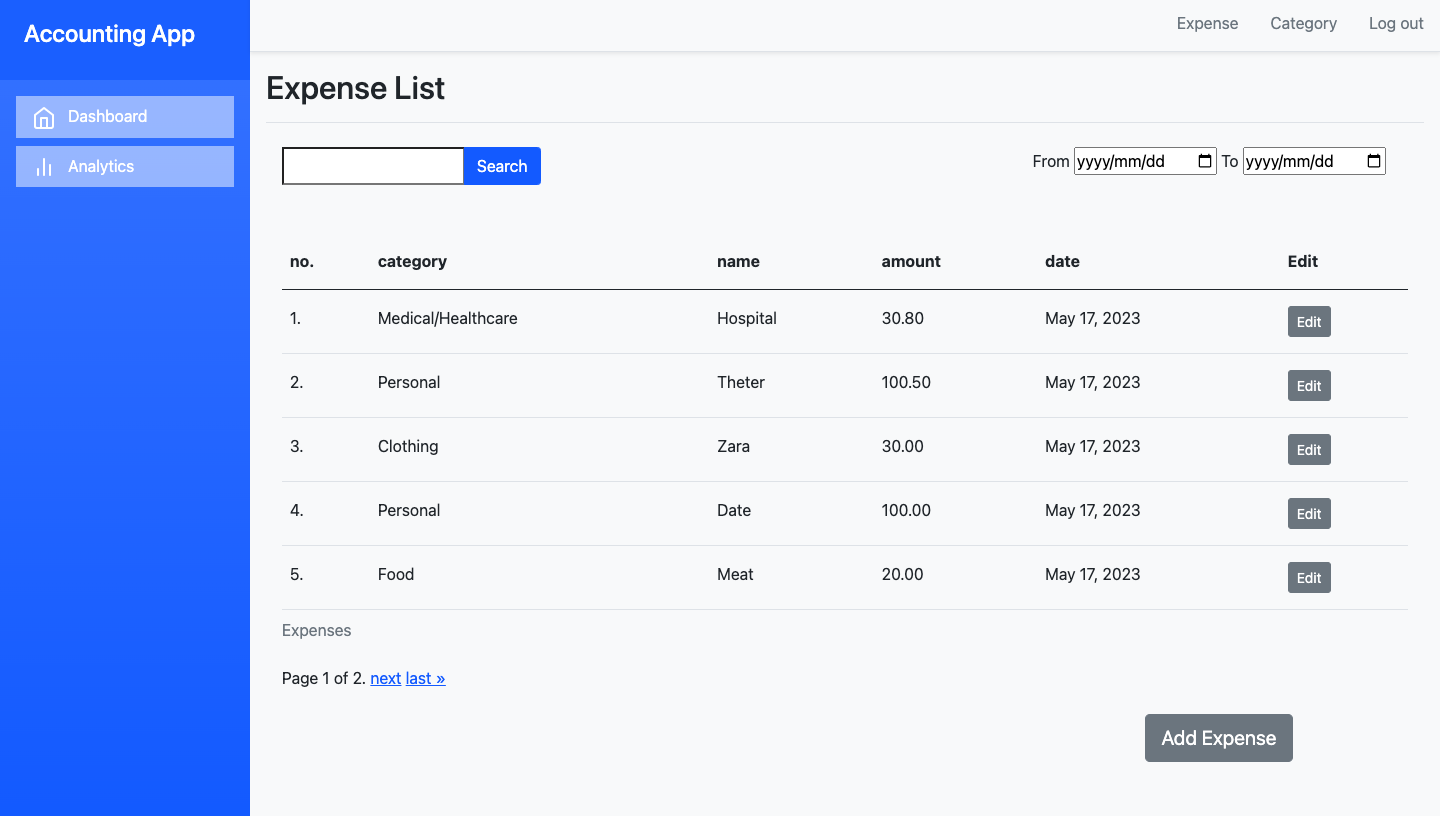 Accounting App
Expense Category Log out
Dashboard
Analytics
Expense List
Search From yyyy/mm/dd To yyyy/mm/dd
no. category name amount date Edit
1. Medical/Healthcare Hospital 30.80 May 17, 2023 Edit
2. Personal Theter 100.50 May 17, 2023 Edit
3. Clothing Zara 30.00 May 17, 2023 Edit
4. Personal Date 100.00 May 17, 2023 Edit
5. Food Meat 20.00 May 17, 2023 Edit
Expenses
Page 1 of 2. next last »
Add Expense